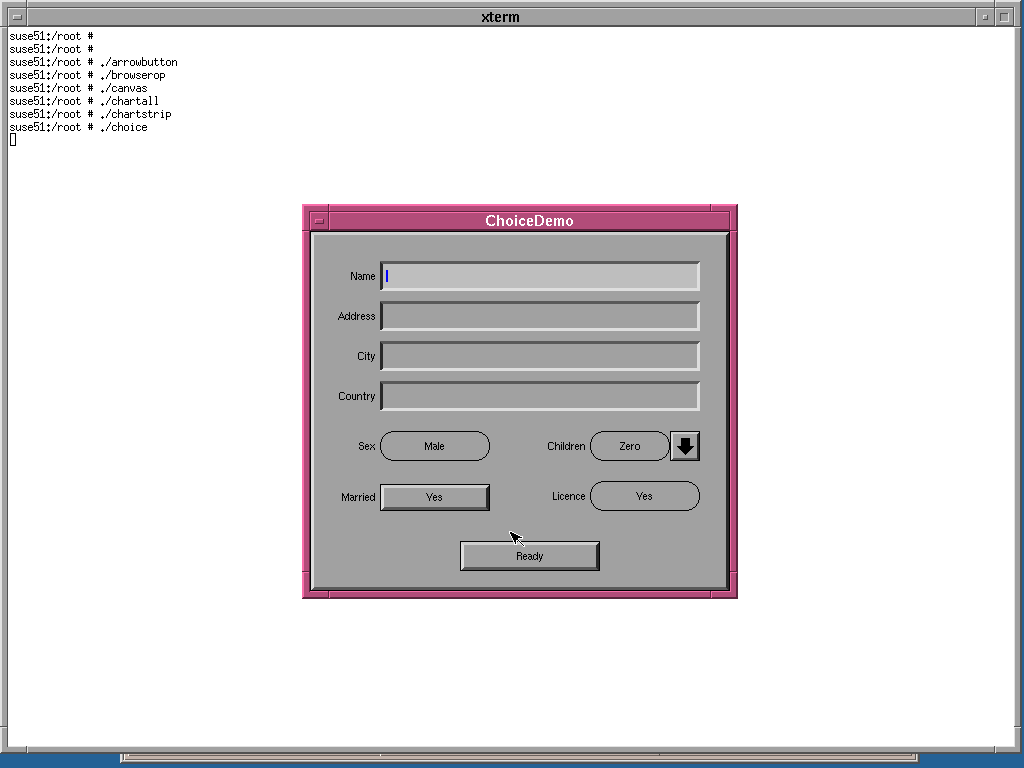 xterm
suse51:/root #
suse51:/root #
suse51:/root # ./arrowbutton
suse51:/root # ./browserop
suse51:/root # ./canvas
suse51:/root # ./chartall
suse51:/root # ./chartstrip
suse51:/root # ./choice
ChoiceDemo
Name
Address
City
Country
Sex Male Children Zero
Married Yes Licence Yes
Ready